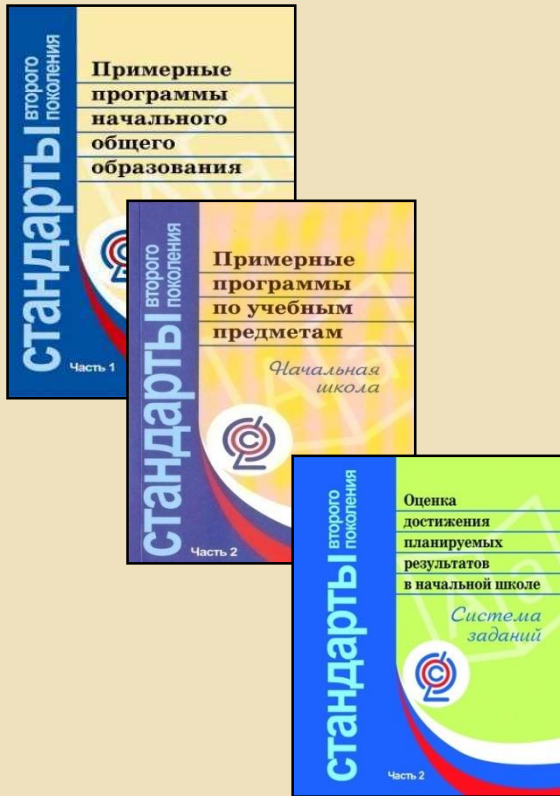 стандарты
второго
поколения
Примерные
программы
начального
общего
образования
Часть 1
стандарты
второго
поколения
Примерные
программы
по учебным
предметам
Начальная
школа
Часть 2
стандарты
второго
поколения
Оценка
достижения
планируемых
результатов
в начальной школе
Система
заданий
Часть 2